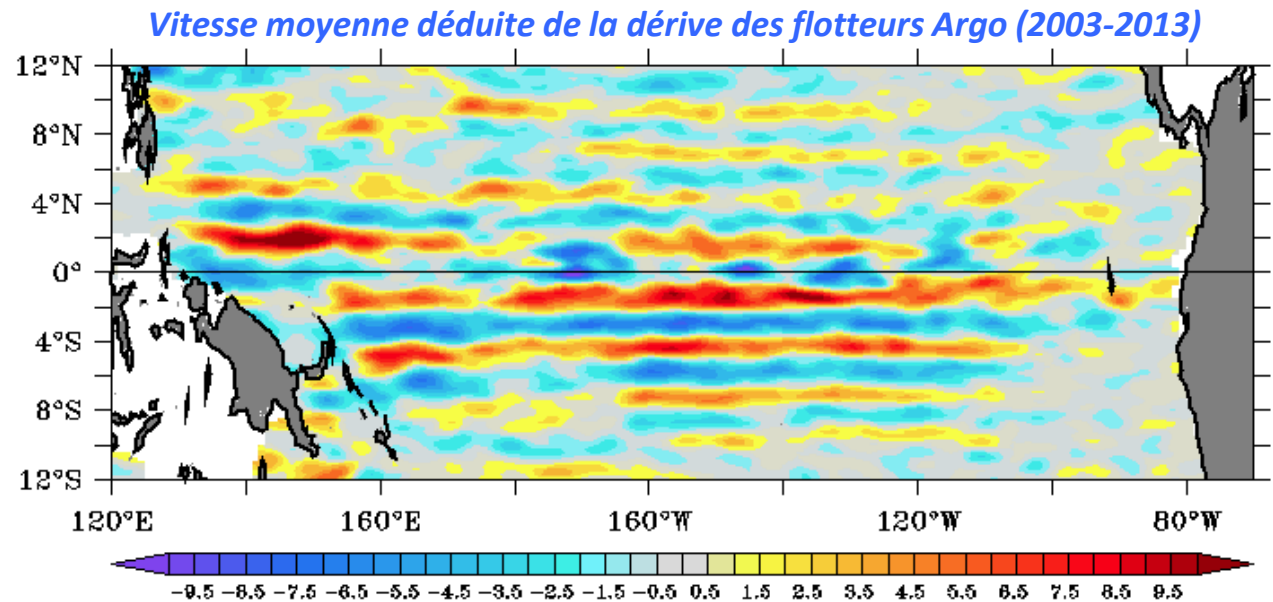 Vitesse moyenne déduite de la dérive des flotteurs Argo (2003-2013)
12°N
8°N
4°N
0°
4°S
8°S
12°S
120°E 160°E 160°W 120°W 80°W
-9.5 -8.5 -7.5 -6.5 -5.5 -4.5 -3.5 -2.5 -1.5 -0.5 0.5 1.5 2.5 3.5 4.5 5.5 6.5 7.5 8.5 9.5